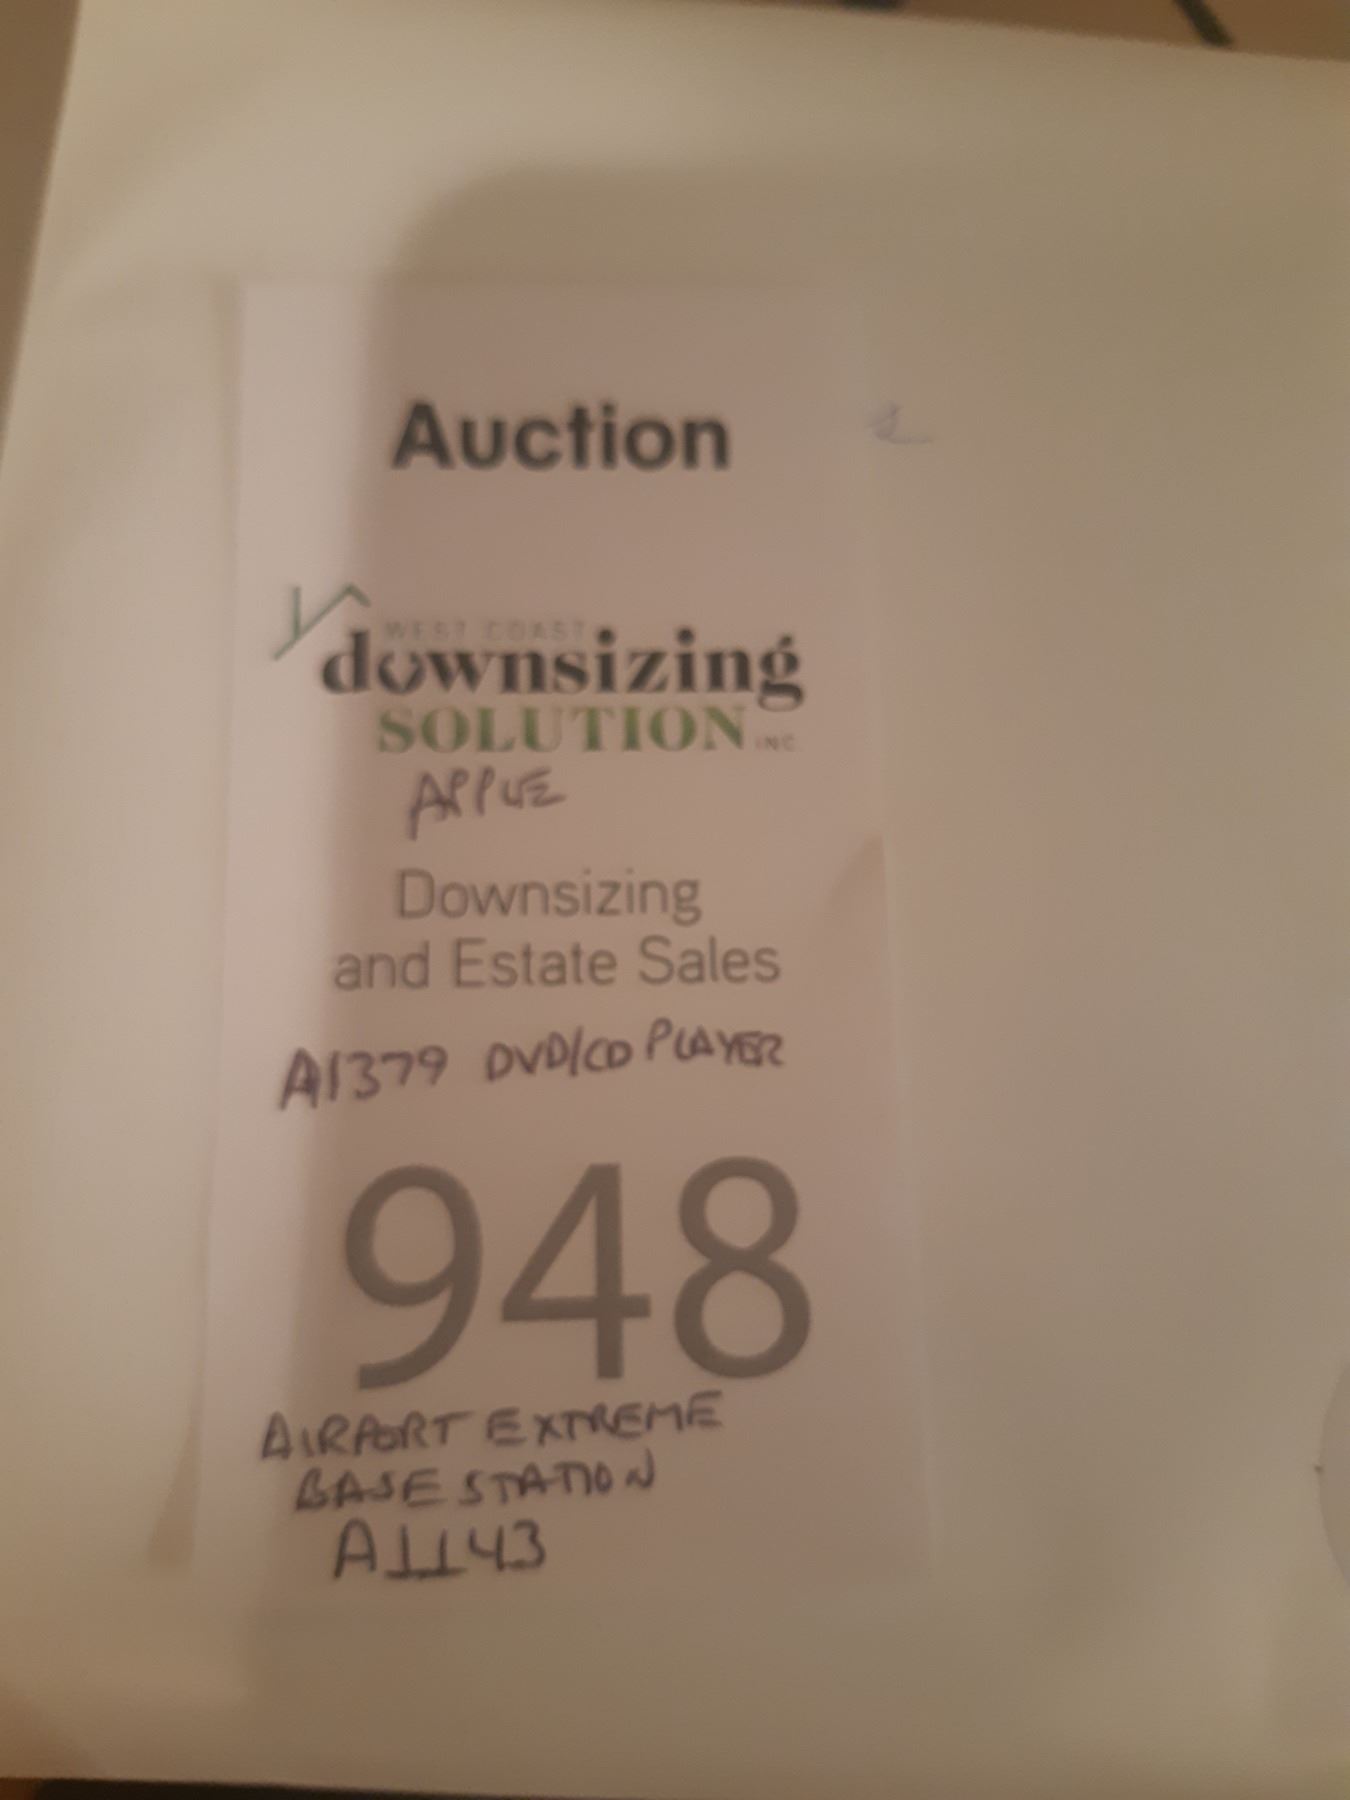 Auction
WEST COAST
downsizing
SOLUTION INC.
APPLE
Downsizing
and Estate Sales
A1379 DVD/CD PLAYER
948
AIRPORT EXTREME
BASE STATION
A1143